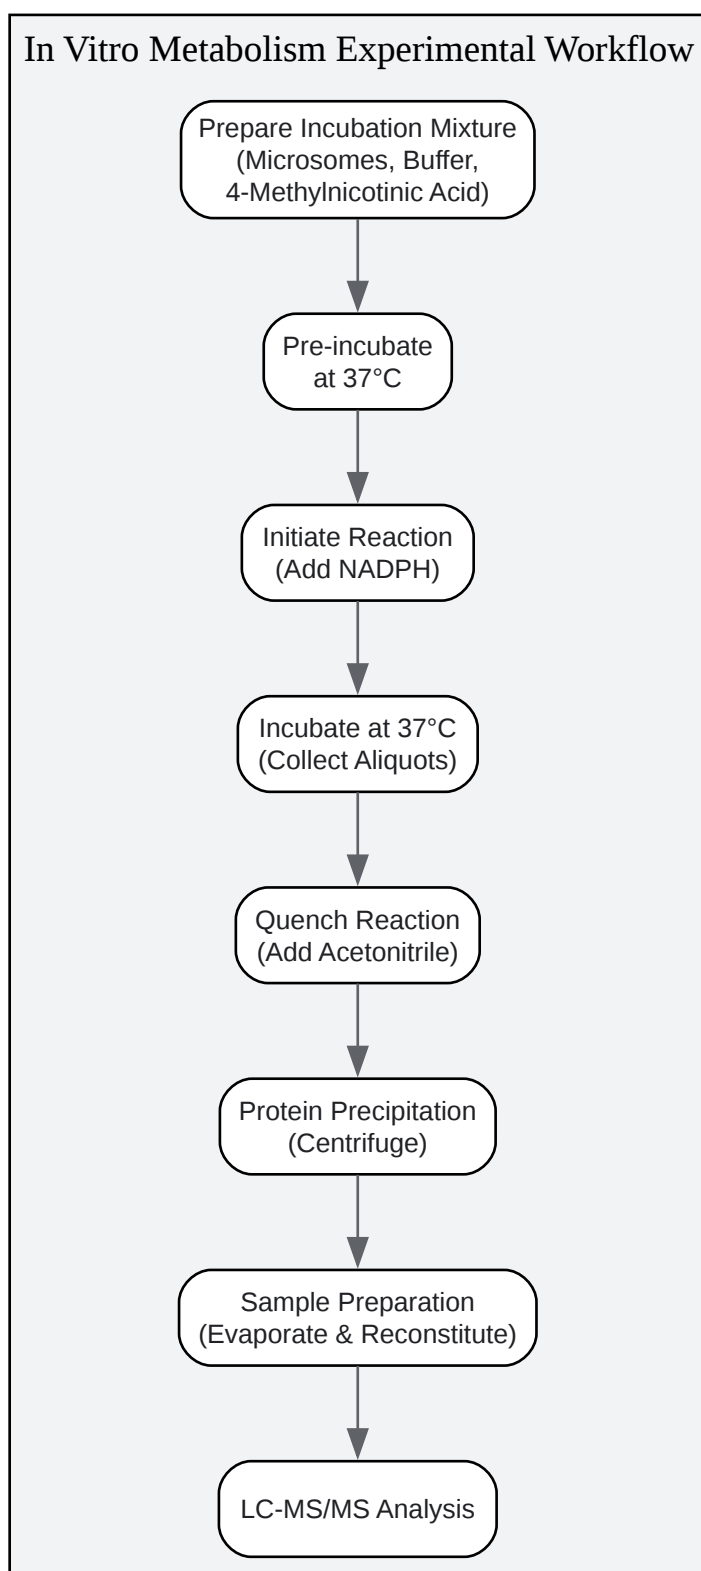 In Vitro Metabolism Experimental Workflow
Prepare Incubation Mixture
(Microsomes, Buffer,
4-Methylnicotinic Acid)
Pre-incubate
at 37°C
Initiate Reaction
(Add NADPH)
Incubate at 37°C
(Collect Aliquots)
Quench Reaction
(Add Acetonitrile)
Protein Precipitation
(Centrifuge)
Sample Preparation
(Evaporate & Reconstitute)
LC-MS/MS Analysis